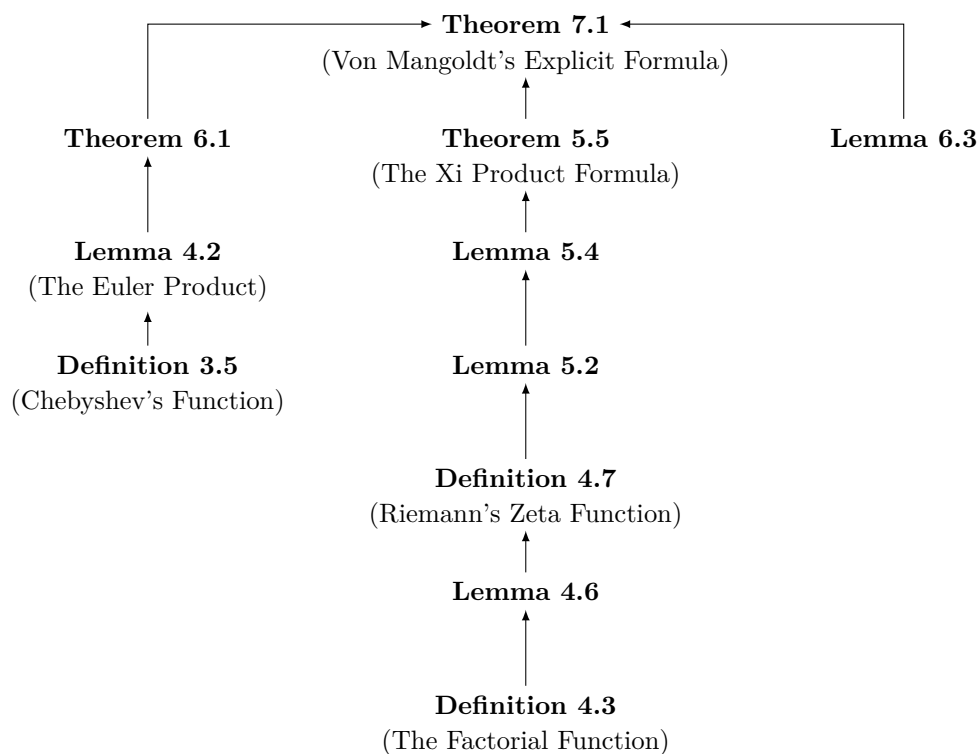 Theorem 7.1
(Von Mangoldt's Explicit Formula)
Theorem 6.1
Theorem 5.5
(The Xi Product Formula)
Lemma 6.3
Lemma 4.2
(The Euler Product)
Lemma 5.4
Definition 3.5
(Chebyshev's Function)
Lemma 5.2
Definition 4.7
(Riemann's Zeta Function)
Lemma 4.6
Definition 4.3
(The Factorial Function)